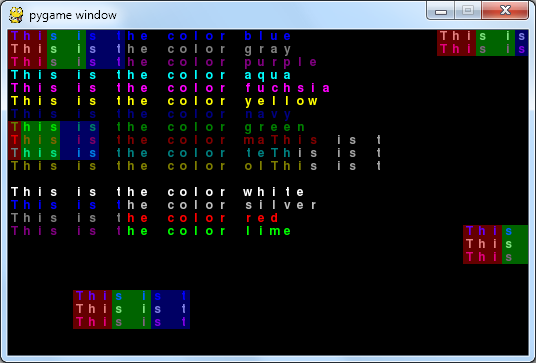 pygame window
This is the color blue This is
This is the color gray This is
This is the color purple This is
This is the color aqua
This is the color fuchsia
This is the color yellow
This is the color navy
This is the color green
This is the color maThis is t
This is the color teThis is t
This is the color olThis is t
This is the color white
This is the color silver
This is the color red
This is the color lime This
This
This
This is t
This is t
This is t